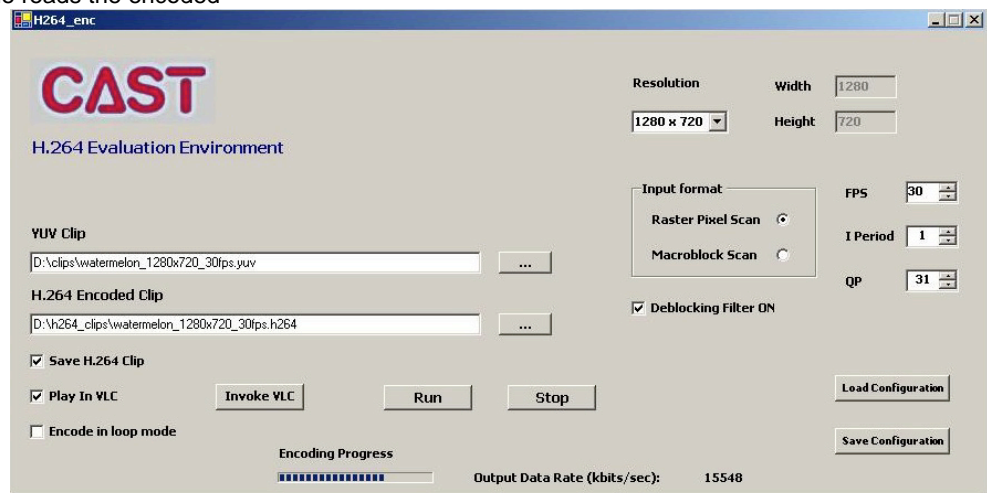 reads the encoded
H264_enc
CAST
H.264 Evaluation Environment
Resolution
Width
1280
1280 x 720
Height
720
Input format
Raster Pixel Scan
Macroblock Scan
FPS
30
I Period
1
QP
31
YUV Clip
D:\clips\watermelon_1280x720_30fps.yuv
...
H.264 Encoded Clip
D:\h264_clips\watermelon_1280x720_30fps.h264
...
Deblocking Filter ON
Save H.264 Clip
Play In VLC
Invoke VLC
Run
Stop
Load Configuration
Encode in loop mode
Save Configuration
Encoding Progress
Output Data Rate (kbits/sec): 15548